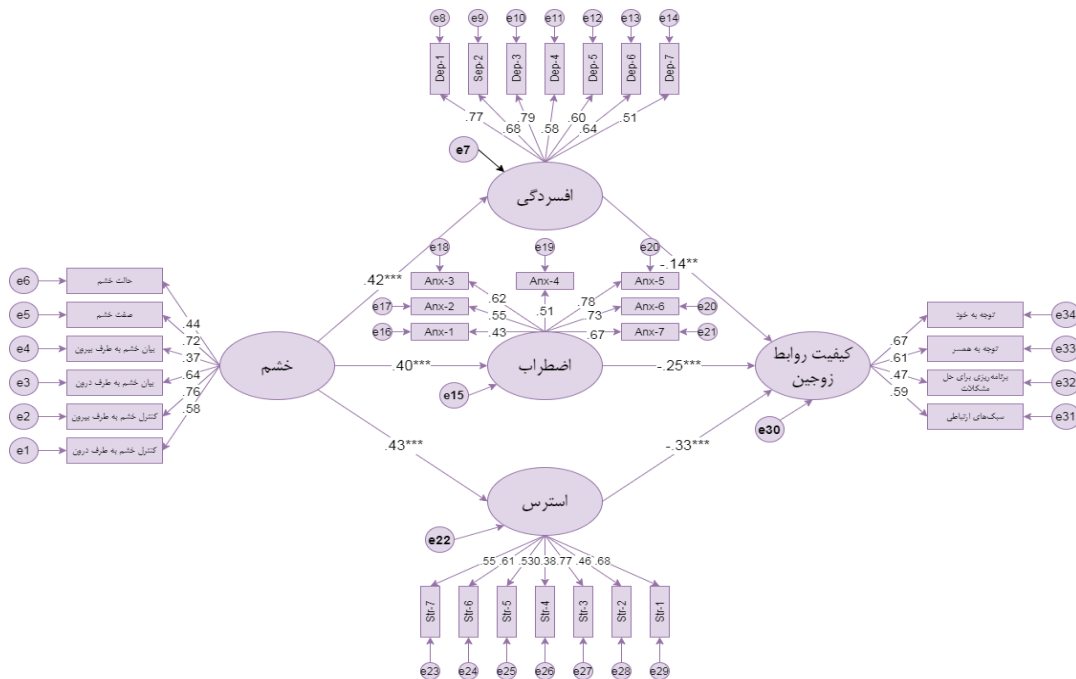 e8 e9 e10 e11 e12 e13 e14
Dep-1 Sep-2 Dep-3 Dep-4 Dep-5 Dep-6 Dep-7
.77 .68 .79 .58 .60 .64 .51
e7
افسردگی
.42***
-.14**
e18 e19 e20
Anx-3 Anx-4 Anx-5
e17 Anx-2 Anx-6 e20
e16 Anx-1 Anx-7 e21
.62 .55 .43 .51 .78 .73 .67
e6 حالت خشم .44
e5 صفت خشم .72
e4 بیان خشم به طرف بیرون .37
e3 بیان خشم به طرف درون .64
e2 کنترل خشم به طرف بیرون .76
e1 کنترل خشم به طرف درون .58
خشم
.40***
اضطراب
e15
-.25***
کیفیت روابط
زوجین
e30
.67 توجه به خود e34
.61 توجه به همسر e33
.47 برنامه‌ریزی برای حل
مشکلات e32
.59 سبک‌های ارتباطی e31
.43***
-.33***
استرس
e22
.55 .61 .530 .38 .77 .46 .68
Str-7 Str-6 Str-5 Str-4 Str-3 Str-2 Str-1
e23 e24 e25 e26 e27 e28 e29